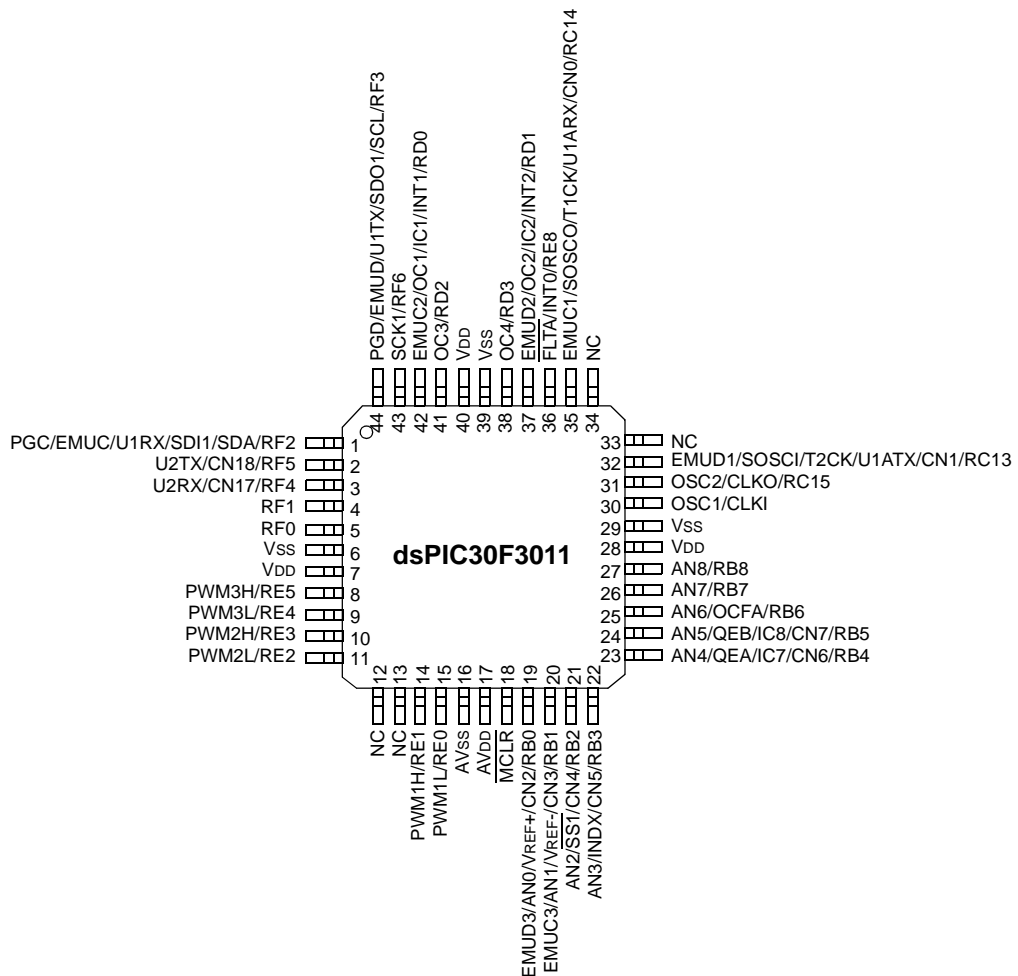 PGD/EMUD/U1TX/SDO1/SCL/RF3
SCK1/RF6
EMUC2/OC1/IC1/INT1/RD0
OC3/RD2
VDD
VSS
OC4/RD3
EMUD2/OC2/IC2/INT2/RD1
FLTA/INT0/RE8
EMUC1/SOSCO/T1CK/U1ARX/CN0/RC14
NC
44
43
42
41
40
39
38
37
36
35
34
PGC/EMUC/U1RX/SDI1/SDA/RF2 1
U2TX/CN18/RF5 2
U2RX/CN17/RF4 3
RF1 4
RF0 5
VSS 6
VDD 7
PWM3H/RE5 8
PWM3L/RE4 9
PWM2H/RE3 10
PWM2L/RE2 11
dsPIC30F3011
33 NC
32 EMUD1/SOSCI/T2CK/U1ATX/CN1/RC13
31 OSC2/CLKO/RC15
30 OSC1/CLKI
29 VSS
28 VDD
27 AN8/RB8
26 AN7/RB7
25 AN6/OCFA/RB6
24 AN5/QEB/IC8/CN7/RB5
23 AN4/QEA/IC7/CN6/RB4
12
13
14
15
16
17
18
19
20
21
22
NC
NC
PWM1H/RE1
PWM1L/RE0
AVSS
AVDD
MCLR
EMUD3/AN0/VREF+/CN2/RB0
EMUC3/AN1/VREF-/CN3/RB1
AN2/SS1/CN4/RB2
AN3/INDX/CN5/RB3